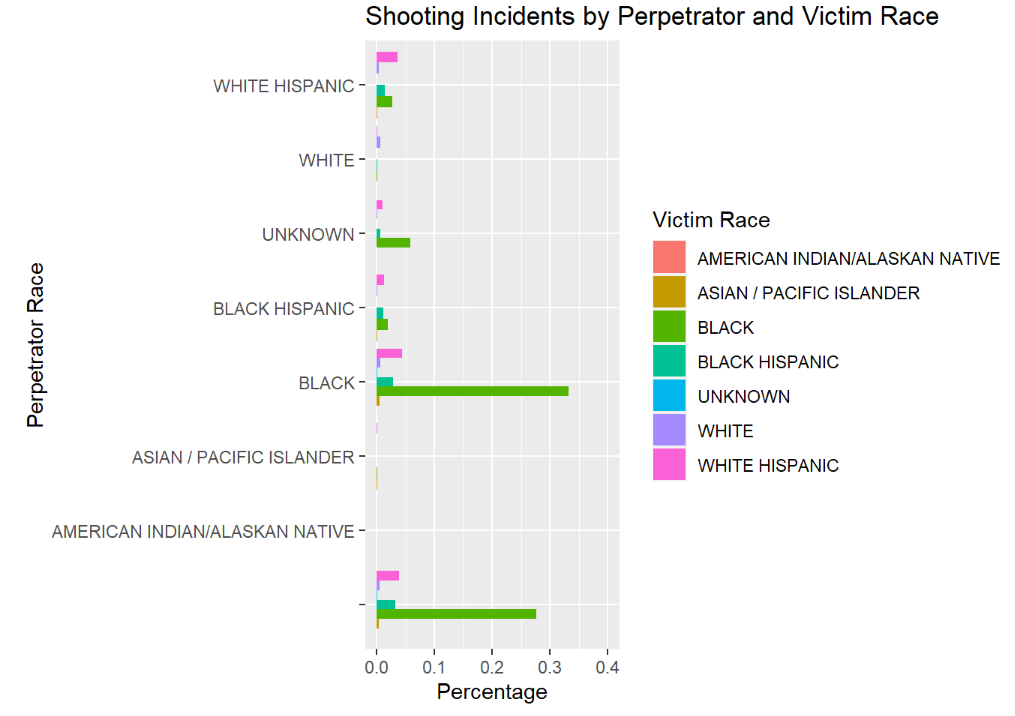 Shooting Incidents by Perpetrator and Victim Race
Perpetrator Race
WHITE HISPANIC
WHITE
UNKNOWN
BLACK HISPANIC
BLACK
ASIAN / PACIFIC ISLANDER
AMERICAN INDIAN/ALASKAN NATIVE
0.0 0.1 0.2 0.3 0.4
Percentage
Victim Race
AMERICAN INDIAN/ALASKAN NATIVE
ASIAN / PACIFIC ISLANDER
BLACK
BLACK HISPANIC
UNKNOWN
WHITE
WHITE HISPANIC